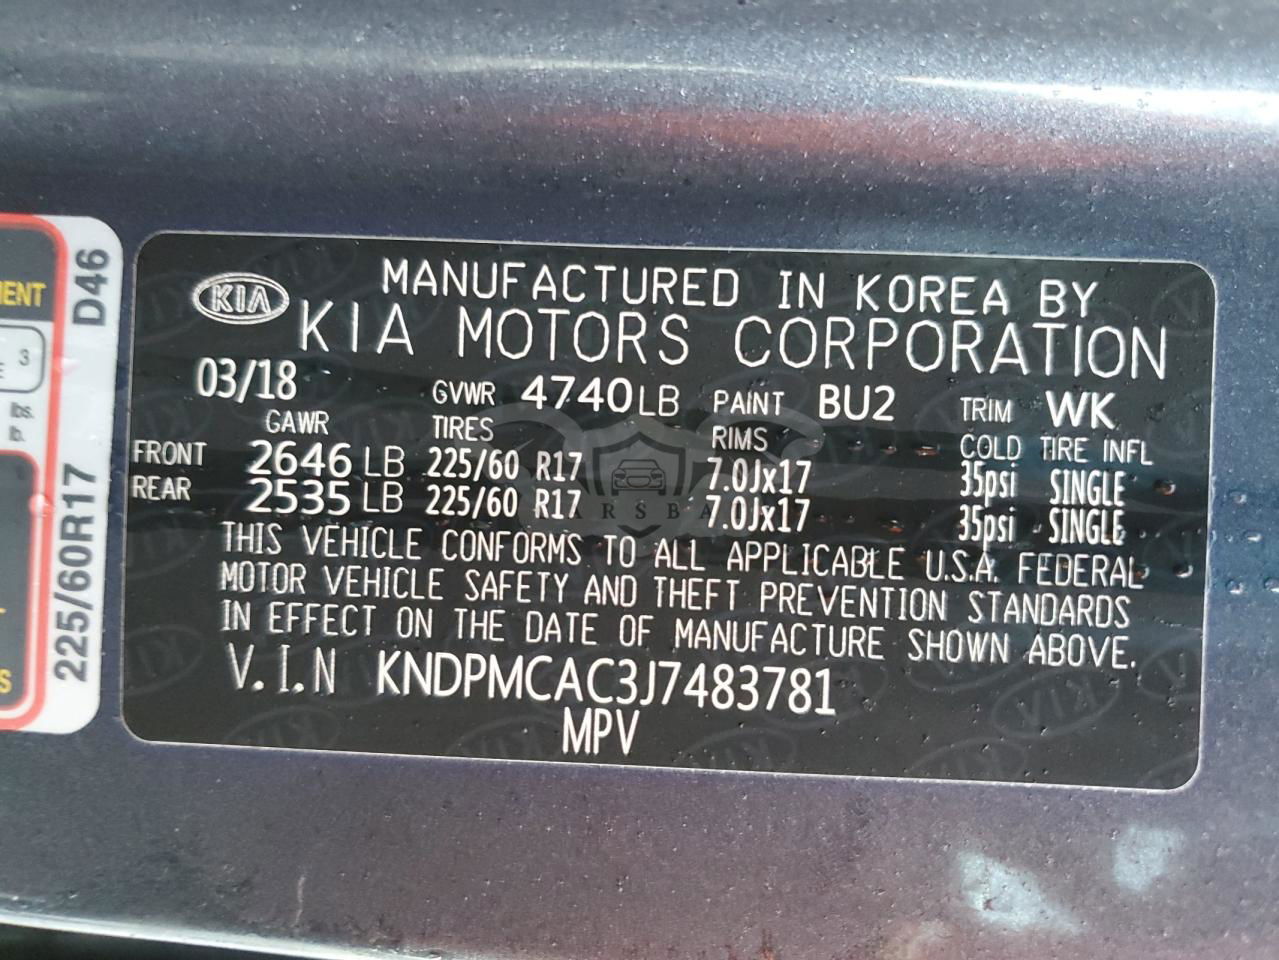 MENT
3
E
lbs.
lb.
S
D46
225/60R17
KIA
MANUFACTURED IN KOREA BY
KIA MOTORS CORPORATION
03/18 GVWR 4740LB PAINT BU2 TRIM WK
GAWR TIRES RIMS COLD TIRE INFL
FRONT 2646 LB 225/60 R17 7.0Jx17 35psi SINGLE
REAR 2535 LB 225/60 R17 7.0Jx17 35psi SINGLE
THIS VEHICLE CONFORMS TO ALL APPLICABLE U.S.A. FEDERAL
MOTOR VEHICLE SAFETY AND THEFT PREVENTION STANDARDS
IN EFFECT ON THE DATE OF MANUFACTURE SHOWN ABOVE.
V.I.N KNDPMCAC3J7483781
MPV